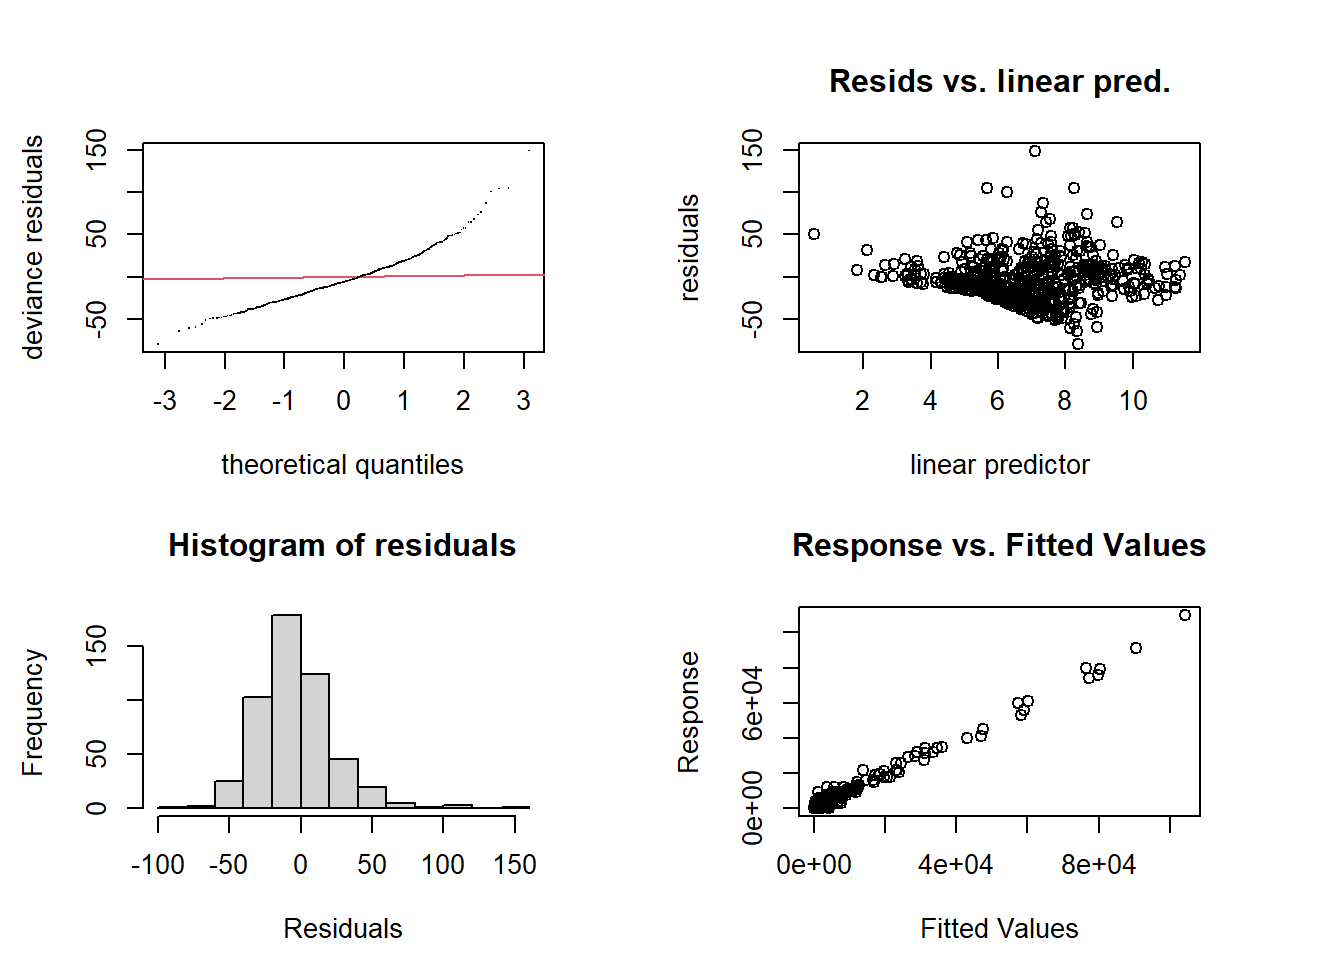 deviance residuals
150
50
-50
-3 -2 -1 0 1 2 3
theoretical quantiles
Resids vs. linear pred.
residuals
150
50
-50
2 4 6 8 10
linear predictor
Histogram of residuals
Frequency
150
50
0
-100 -50 0 50 100 150
Residuals
Response vs. Fitted Values
Response
6e+04
0e+00
0e+00 4e+04 8e+04
Fitted Values